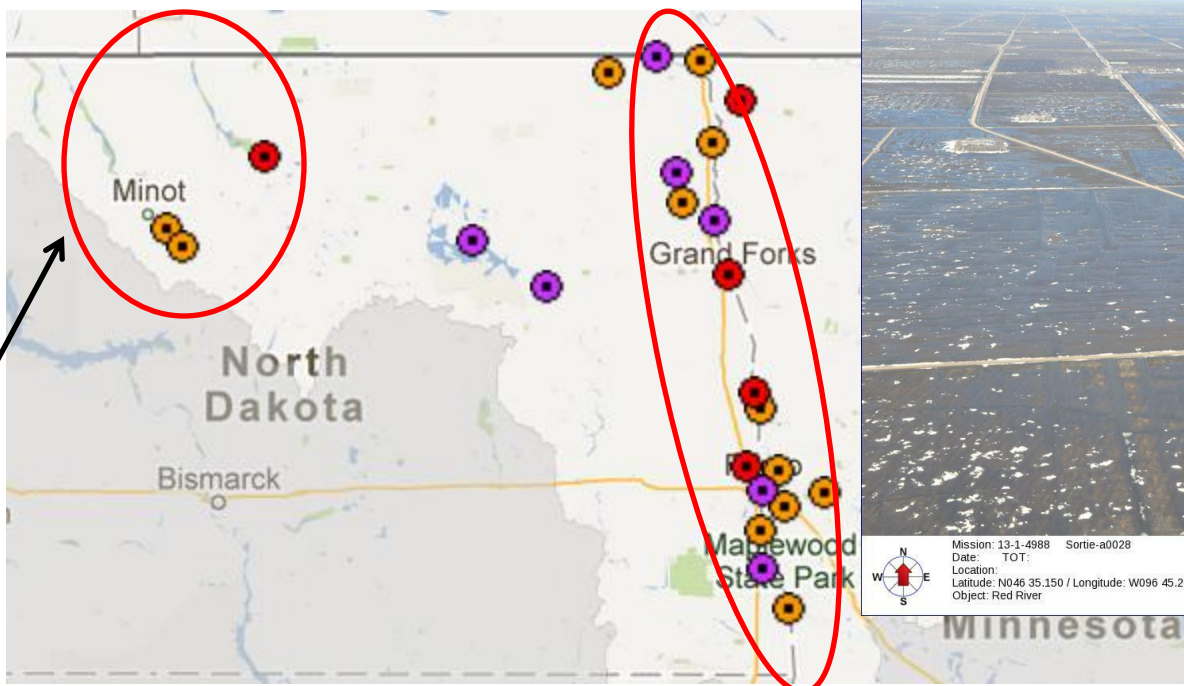 Minot
Grand Forks
North
Dakota
Bismarck
Maplewood
State Park
N
W E
S
Mission: 13-1-4988 Sortie-a0028
Date: TOT:
Location:
Latitude: N046 35.150 / Longitude: W096 45.2
Object: Red River
Minnesota